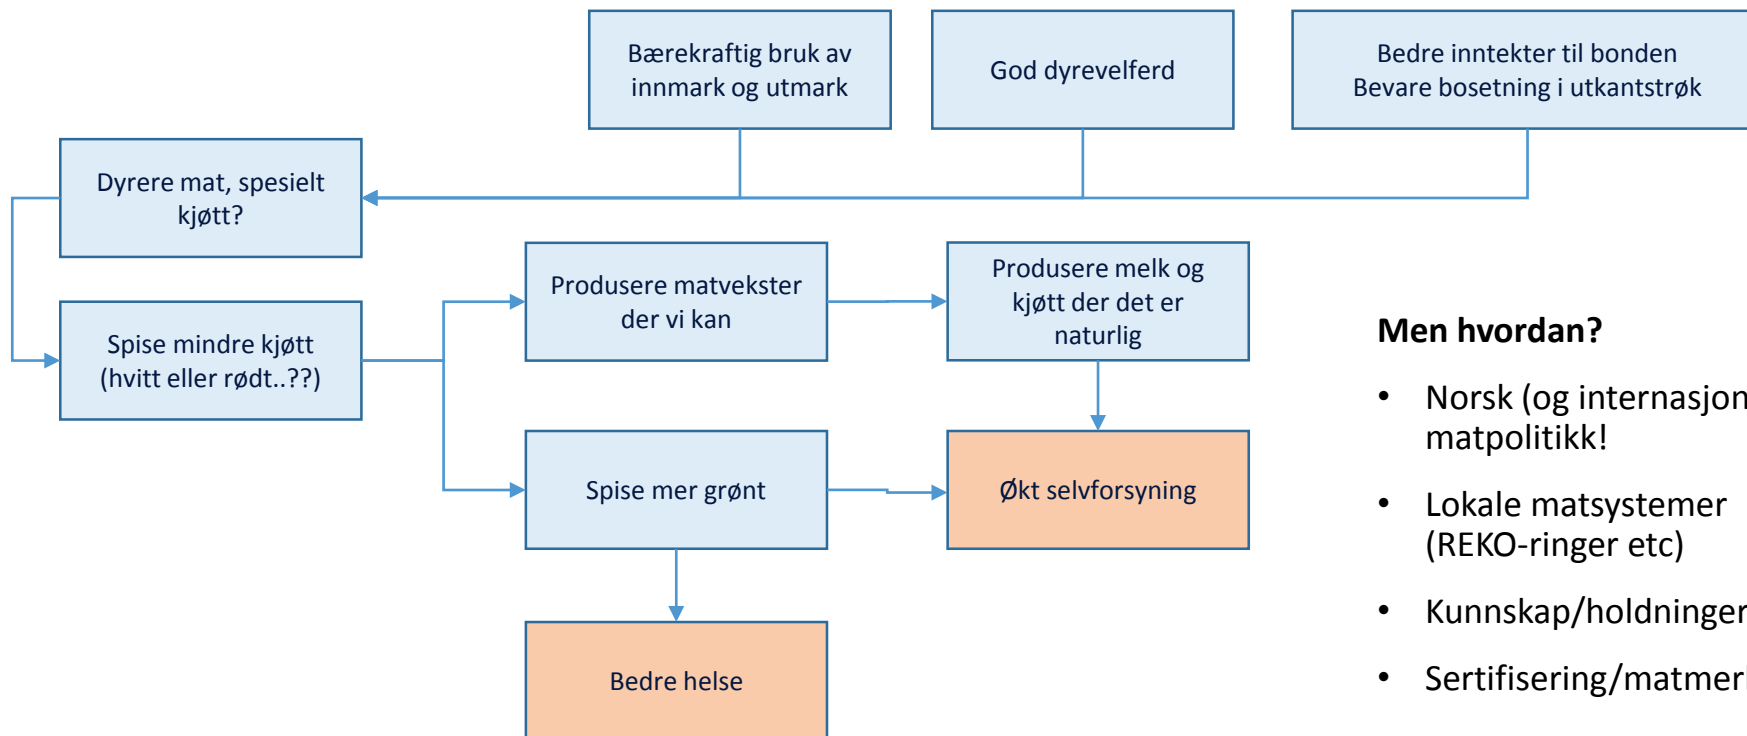 Bærekraftig bruk av
innmark og utmark
God dyrevelferd
Bedre inntekter til bonden
Bevare bosetning i utkantstrøk
Dyrere mat, spesielt
kjøtt?
Produsere matvekster
der vi kan
Produsere melk og
kjøtt der det er
naturlig
Spise mindre kjøtt
(hvitt eller rødt..??)
Spise mer grønt
Økt selvforsyning
Bedre helse
Men hvordan?
• Norsk (og
matpolitikk!
• Lokale matsystemer
(REKO-ringer etc)
• Kunnskap/holdninger
•